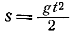 s = gt²/2